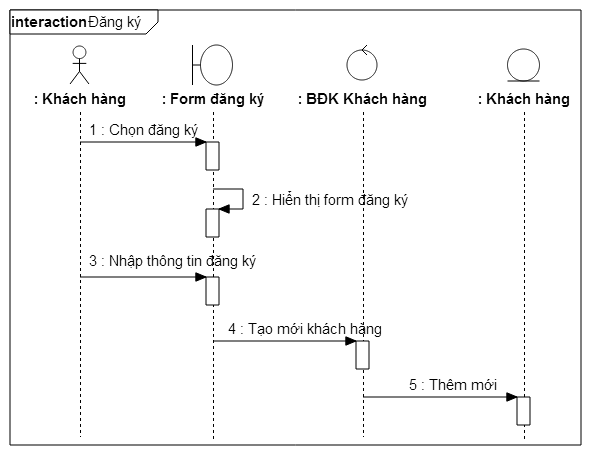 interaction Đăng ký
: Khách hàng
: Form đăng ký
: BĐK Khách hàng
: Khách hàng
1 : Chọn đăng ký
2 : Hiển thị form đăng ký
3 : Nhập thông tin đăng ký
4 : Tạo mới khách hàng
5 : Thêm mới